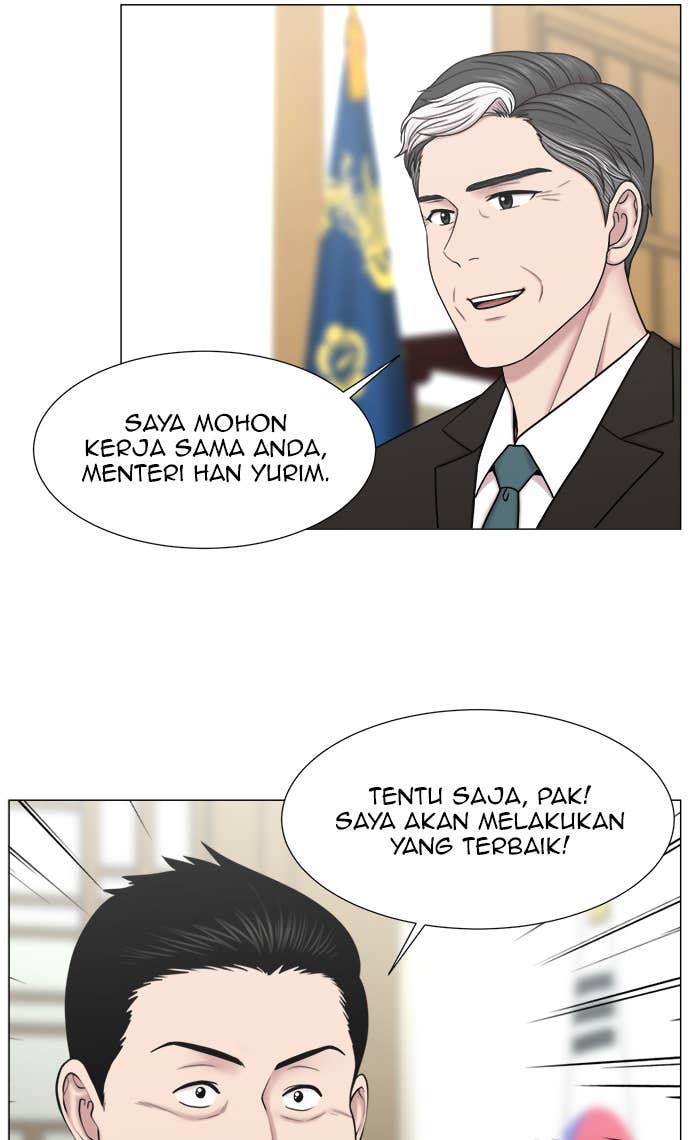 SAYA MOHON
KERJA SAMA ANDA,
MENTERI HAN YURIM.
TENTU SAJA, PAK!
SAYA AKAN MELAKUKAN
YANG TERBAIK!